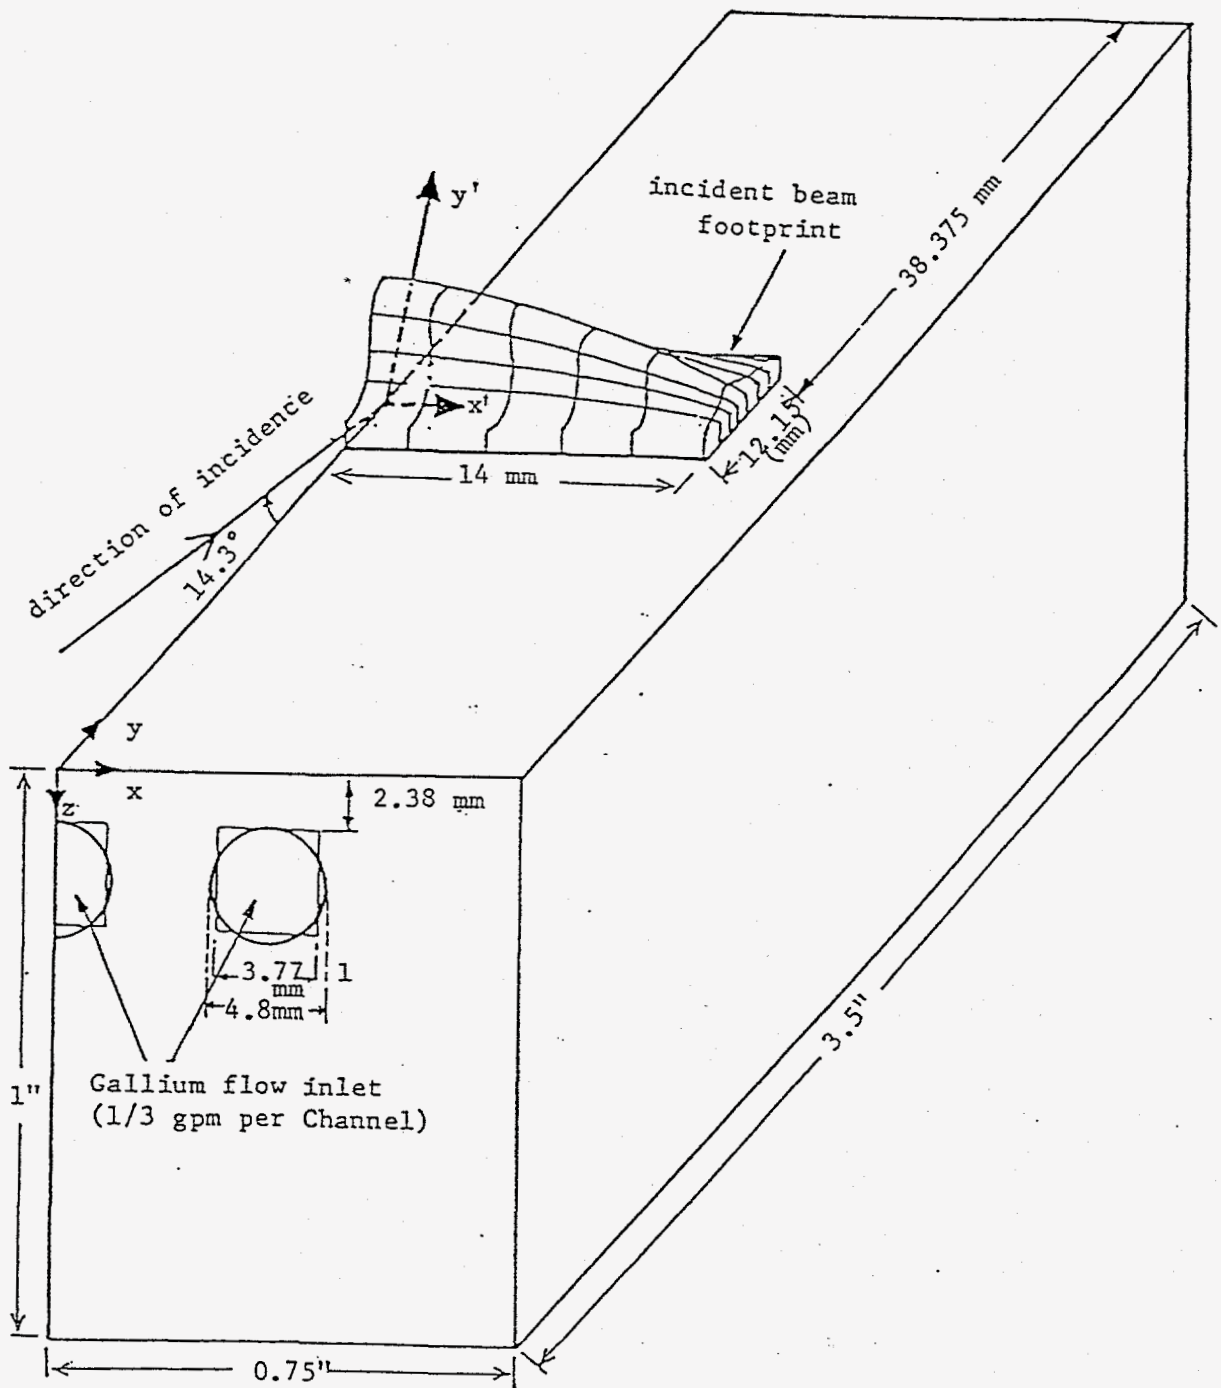 y'
incident beam
footprint
38.375 mm
x'
12.15
(mm)
14 mm
direction of incidence
14.3°
y
x
z
2.38 mm
3.77 1
mm
4.8mm
Gallium flow inlet
(1/3 gpm per Channel)
1"
3.5"
0.75"